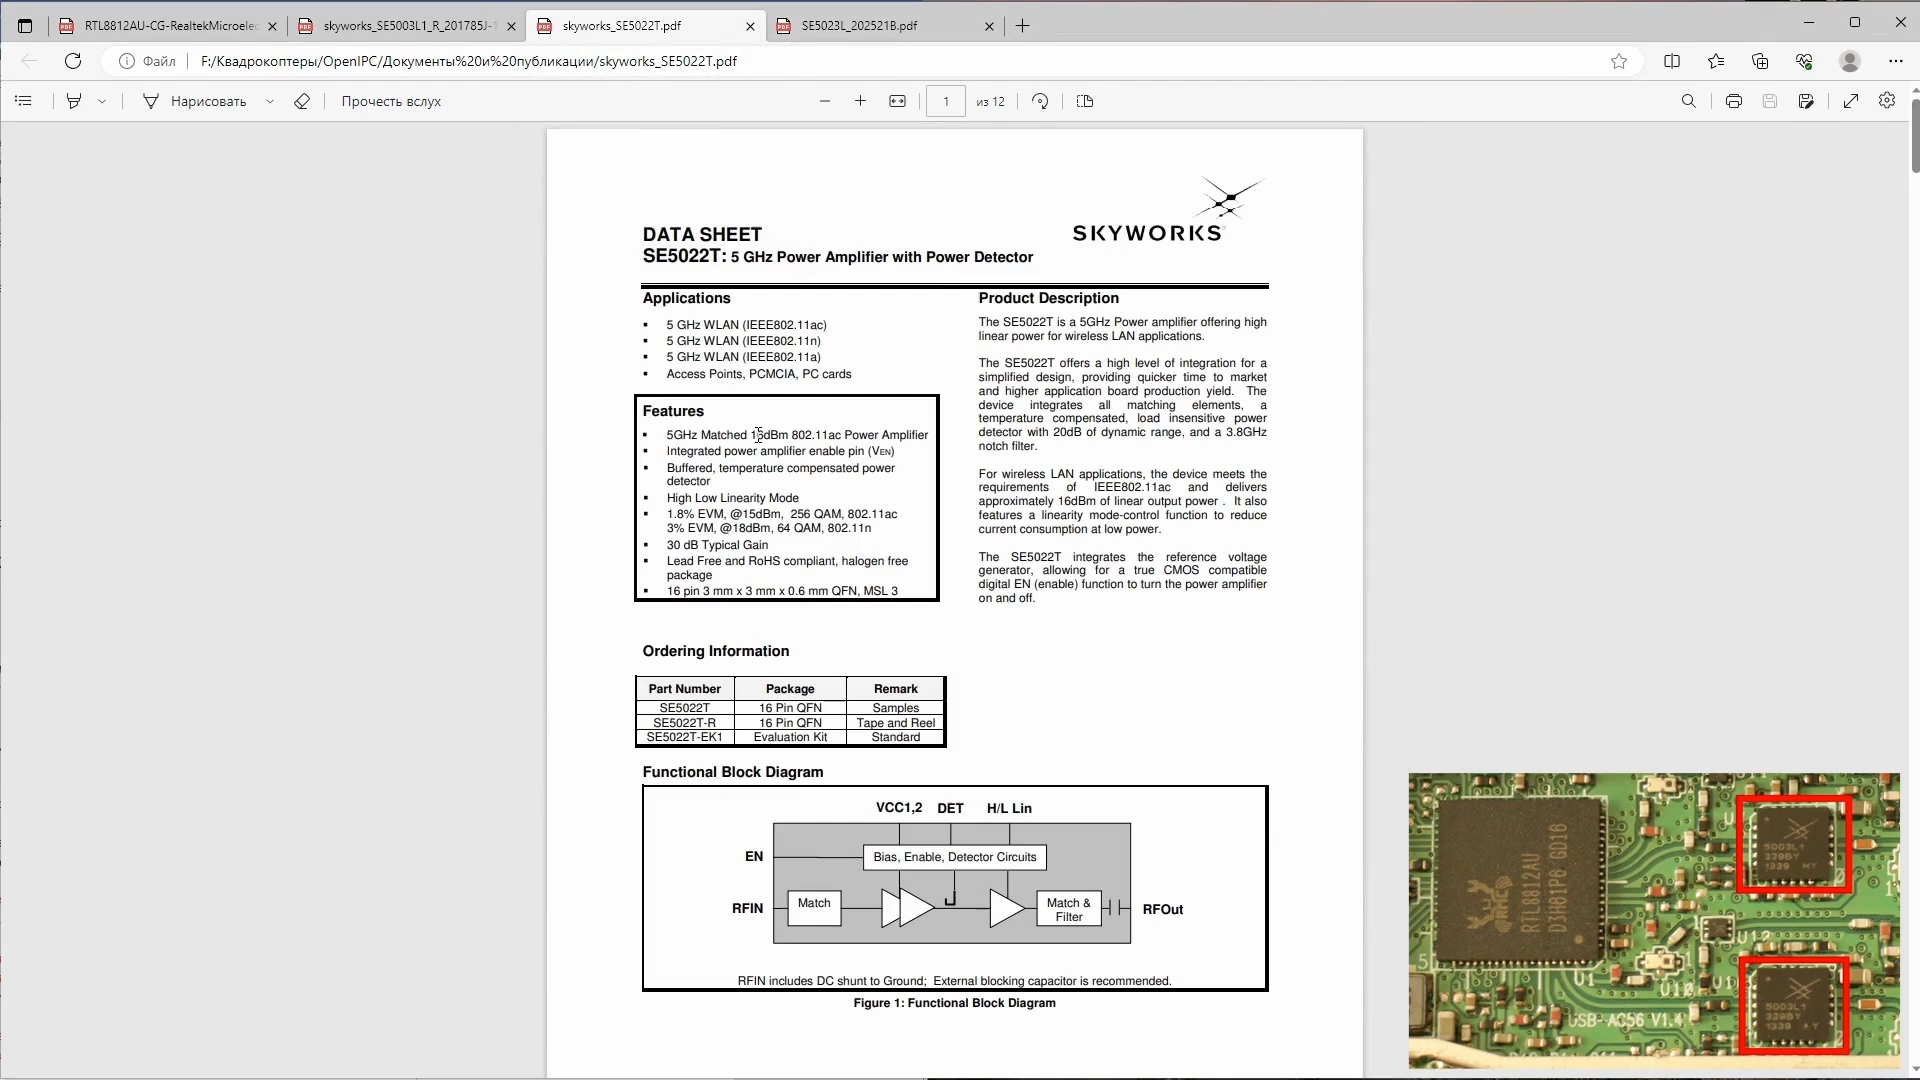 RTL8812AU-CG-RealtekMicroelec
skyworks_SE5003L1_R_201785J-1
skyworks_SE5022T.pdf
SE5023L_202521B.pdf
Файл
F:/Квадрокоптеры/OpenIPC/Документы%20и%20публикации/skyworks_SE5022T.pdf
Нарисовать
Прочесть вслух
1
из 12
SKYWORKS
DATA SHEET
SE5022T: 5 GHz Power Amplifier with Power Detector
Applications
5 GHz WLAN (IEEE802.11ac)
5 GHz WLAN (IEEE802.11n)
5 GHz WLAN (IEEE802.11a)
Access Points, PCMCIA, PC cards
Features
5GHz Matched 16dBm 802.11ac Power Amplifier
Integrated power amplifier enable pin (VEN)
Buffered, temperature compensated power
detector
High Low Linearity Mode
1.8% EVM, @15dBm, 256 QAM, 802.11ac
3% EVM, @18dBm, 64 QAM, 802.11n
30 dB Typical Gain
Lead Free and RoHS compliant, halogen free
package
16 pin 3 mm x 3 mm x 0.6 mm QFN, MSL 3
Product Description
The SE5022T is a 5GHz Power amplifier offering high
linear power for wireless LAN applications.
The SE5022T offers a high level of integration for a
simplified design, providing quicker time to market
and higher application board production yield. The
device integrates all matching elements, a
temperature compensated, load insensitive power
detector with 20dB of dynamic range, and a 3.8GHz
notch filter.
For wireless LAN applications, the device meets the
requirements of IEEE802.11ac and delivers
approximately 16dBm of linear output power . It also
features a linearity mode-control function to reduce
current consumption at low power.
The SE5022T integrates the reference voltage
generator, allowing for a true CMOS compatible
digital EN (enable) function to turn the power amplifier
on and off.
Ordering Information
Part Number Package Remark
SE5022T 16 Pin QFN Samples
SE5022T-R 16 Pin QFN Tape and Reel
SE5022T-EK1 Evaluation Kit Standard
Functional Block Diagram
VCC1,2 DET H/L Lin
EN
Bias, Enable, Detector Circuits
RFIN
Match
Match &
Filter
RFOut
RFIN includes DC shunt to Ground; External blocking capacitor is recommended.
Figure 1: Functional Block Diagram
RTL8812AU
D3A01P6 GD16
5003L1
339BY
1339 MY
U12
U1
5003L1
339BY
1339
USB-AC56 V1.4